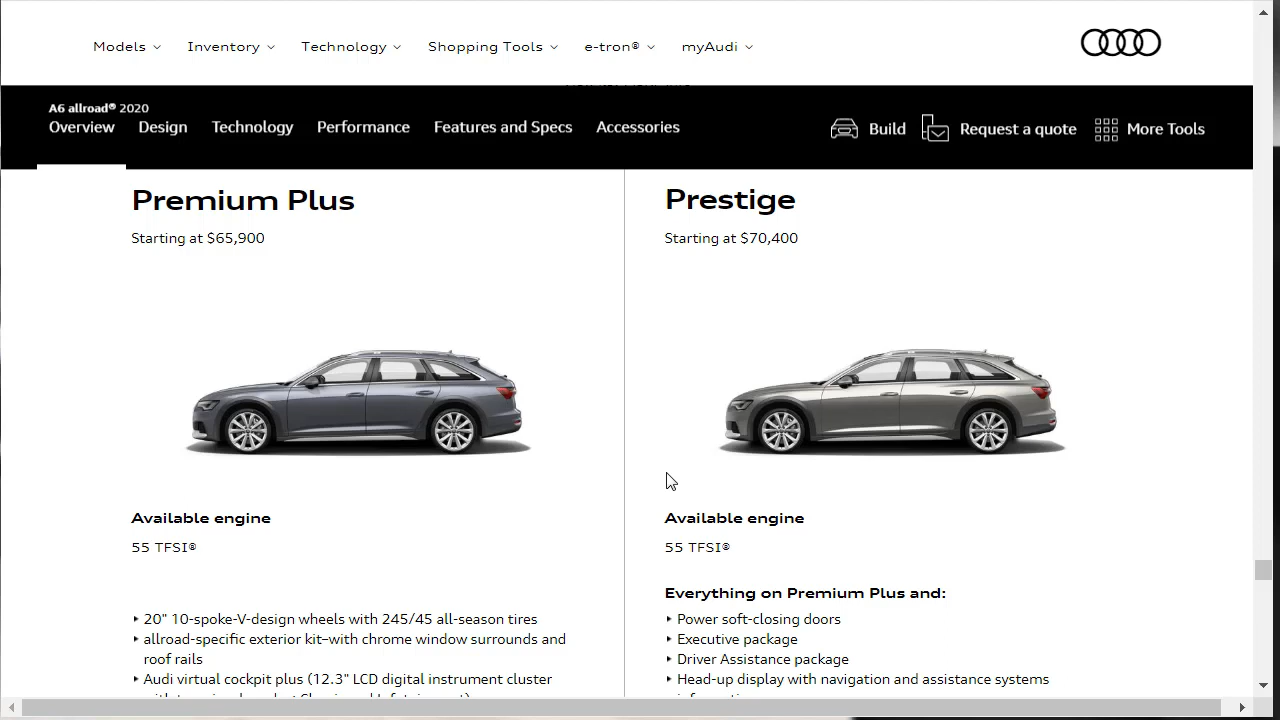 Models
Inventory
Technology
Shopping Tools
e-tron®
myAudi
A6 allroad® 2020
Overview
Design
Technology
Performance
Features and Specs
Accessories
Build
Request a quote
More Tools
Premium Plus
Starting at $65,900
Available engine
55 TFSI®
‣ 20" 10-spoke-V-design wheels with 245/45 all-season tires
‣ allroad-specific exterior kit–with chrome window surrounds and
roof rails
‣ Audi virtual cockpit plus (12.3" LCD digital instrument cluster
Prestige
Starting at $70,400
Available engine
55 TFSI®
Everything on Premium Plus and:
‣ Power soft-closing doors
‣ Executive package
‣ Driver Assistance package
‣ Head-up display with navigation and assistance systems